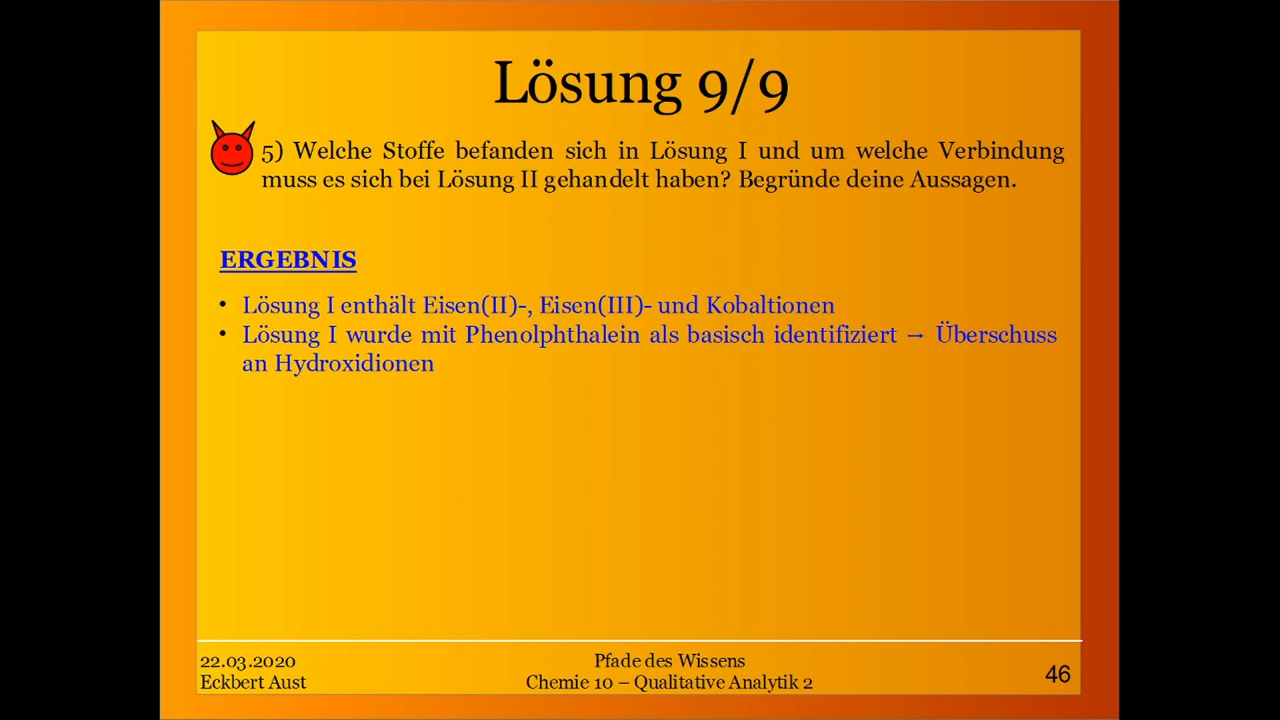 Lösung 9/9
5) Welche Stoffe befanden sich in Lösung I und um welche Verbindung
muss es sich bei Lösung II gehandelt haben? Begründe deine Aussagen.
ERGEBNIS
• Lösung I enthält Eisen(II)-, Eisen(III)- und Kobaltionen
• Lösung I wurde mit Phenolphthalein als basisch identifiziert → Überschuss
an Hydroxidionen
22.03.2020
Eckbert Aust
Pfade des Wissens
Chemie 10 – Qualitative Analytik 2
46